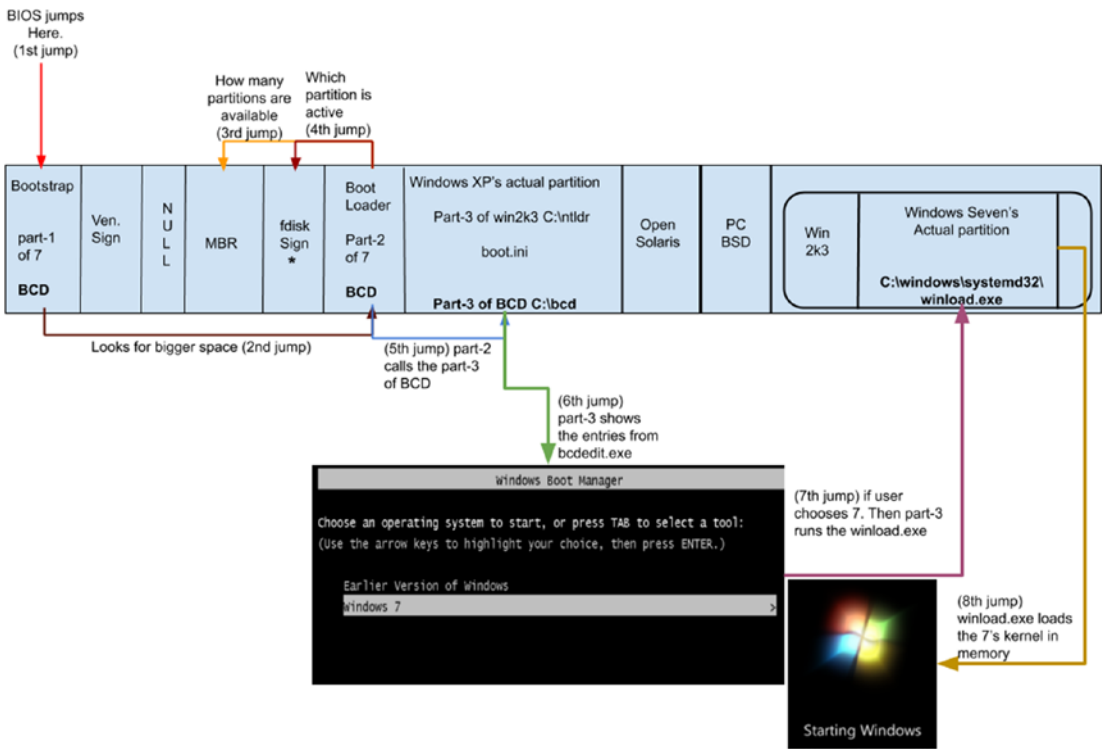 BIOS jumps
Here.
(1st jump)
How many
partitions are
available
(3rd jump)
Which
partition is
active
(4th jump)
Bootstrap
part-1
of 7
BCD
Ven.
Sign
N
U
L
L
MBR
fdisk
Sign
*
Boot
Loader
Part-2
of 7
BCD
Windows XP's actual partition
Part-3 of win2k3 C:\ntldr
boot.ini
Part-3 of BCD C:\bcd
Open
Solaris
PC
BSD
Win
2k3
Windows Seven's
Actual partition
C:\windows\systemd32\
winload.exe
Looks for bigger space (2nd jump)
(5th jump) part-2
calls the part-3
of BCD
(6th jump)
part-3 shows
the entries from
bcdedit.exe
Windows Boot Manager
Choose an operating system to start, or press TAB to select a tool:
(Use the arrow keys to highlight your choice, then press ENTER.)
Earlier Version of Windows
Windows 7 >
(7th jump) if user
chooses 7. Then part-3
runs the winload.exe
(8th jump)
winload.exe loads
the 7's kernel in
memory
Starting Windows